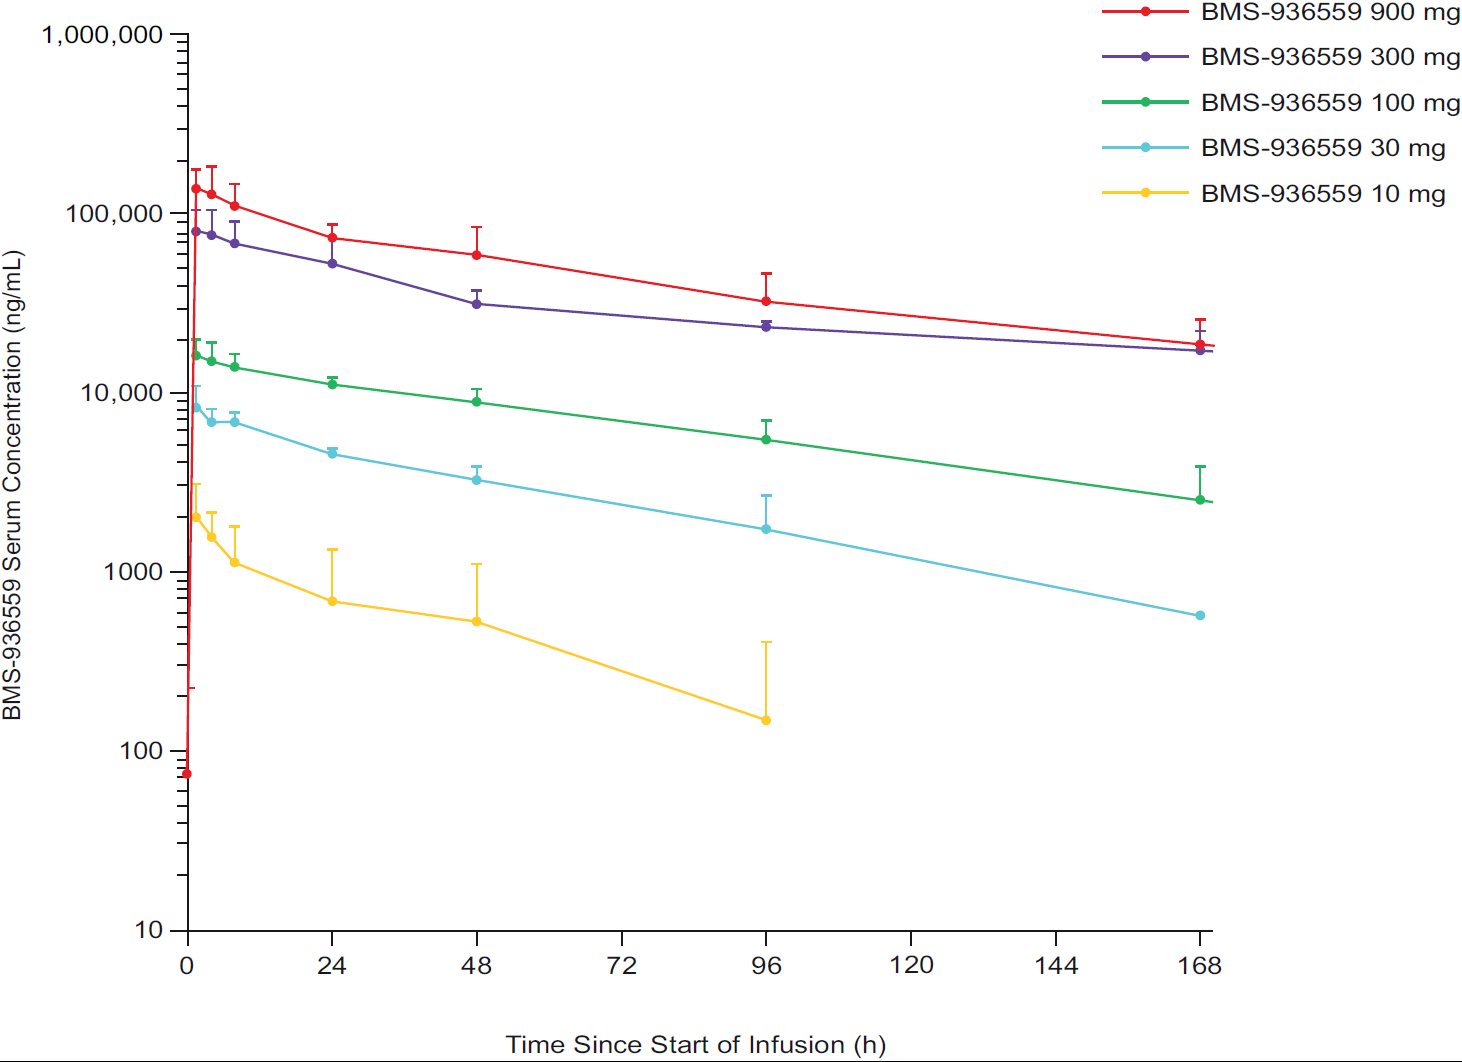 BMS-936559 900 mg
BMS-936559 300 mg
BMS-936559 100 mg
BMS-936559 30 mg
BMS-936559 10 mg
BMS-936559 Serum Concentration (ng/mL)
1,000,000
100,000
10,000
1000
100
10
0 24 48 72 96 120 144 168
Time Since Start of Infusion (h)